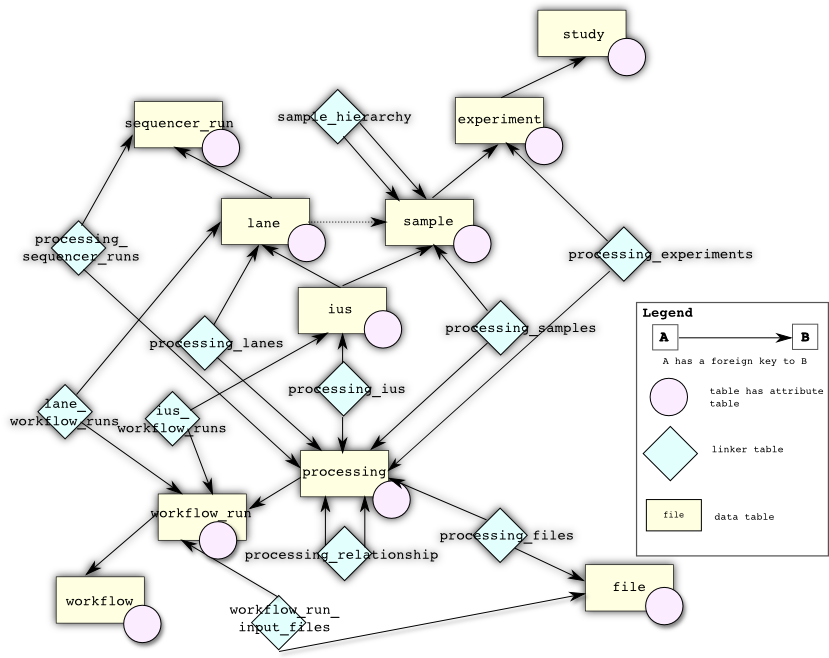 study
sequencer_run
sample_hierarchy
experiment
lane
sample
processing_
sequencer_runs
processing_experiments
ius
processing_lanes
processing_samples
processing_ius
lane_
workflow_runs
ius_
workflow_runs
processing
workflow_run
processing_relationship
processing_files
workflow
workflow_run_
input_files
file
Legend
A
B
A has a foreign key to B
table has attribute
table
linker table
file
data table